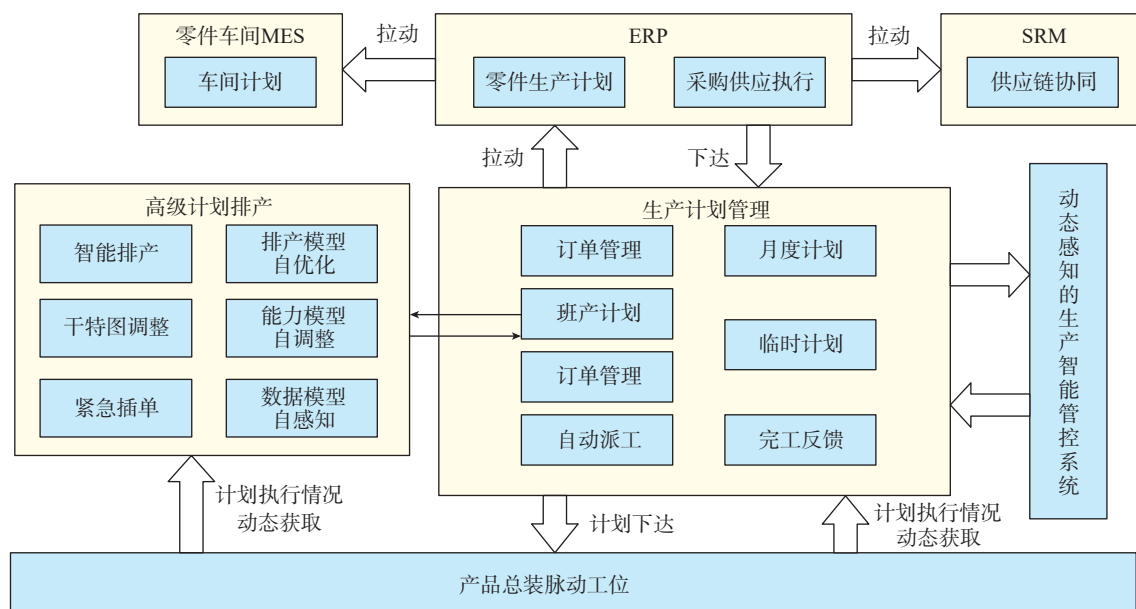 零件车间MES
车间计划
拉动
ERP
零件生产计划
采购供应执行
拉动
SRM
供应链协同
拉动
下达
高级计划排产
智能排产
排产模型
自优化
干特图调整
能力模型
自调整
紧急插单
数据模型
自感知
生产计划管理
订单管理
月度计划
班产计划
临时计划
订单管理
自动派工
完工反馈
动态感知的生产智能管控系统
计划执行情况
动态获取
计划下达
计划执行情况
动态获取
产品总装脉动工位